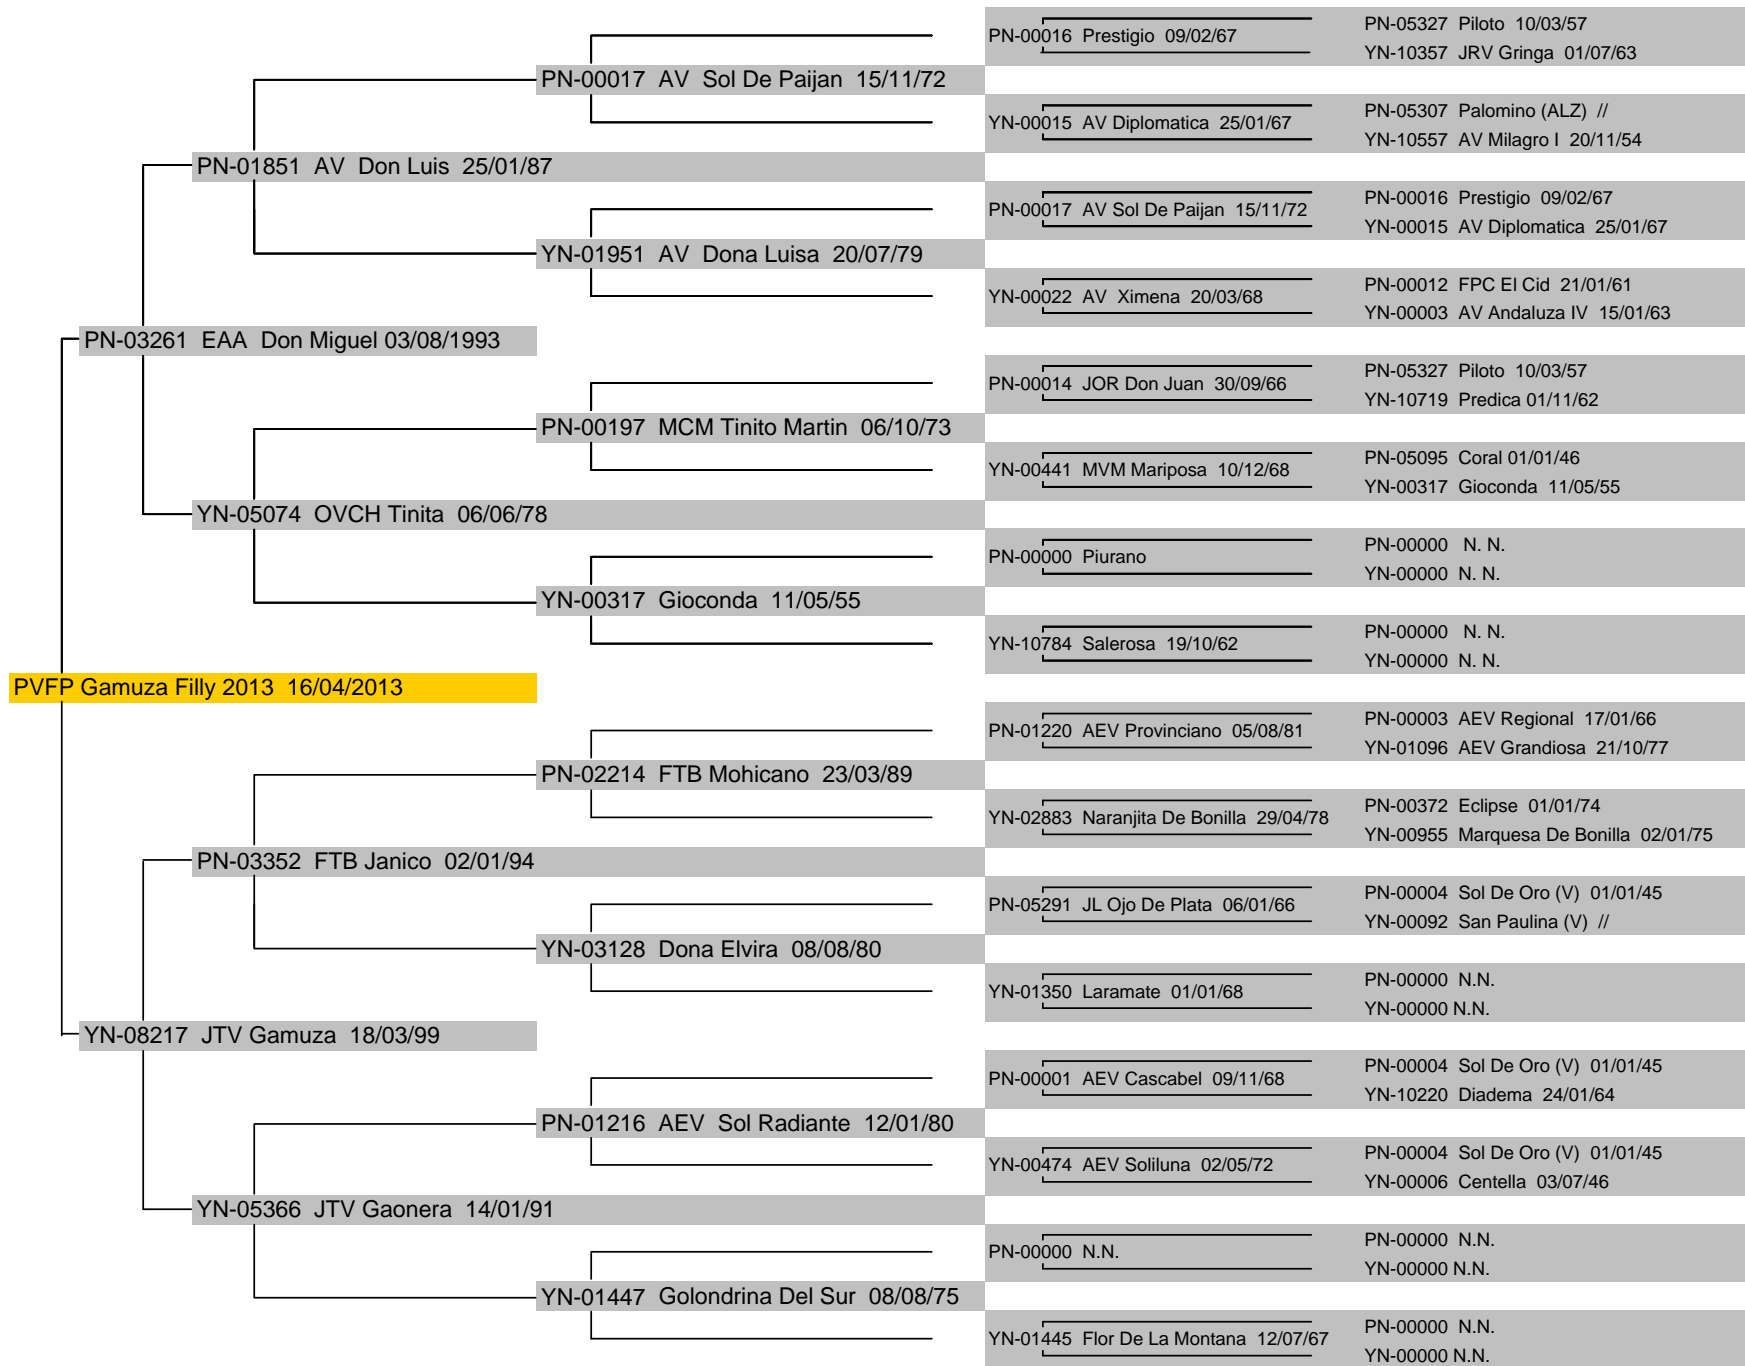 PN-05327 Piloto 10/03/57
PN-00016 Prestigio 09/02/67
YN-10357 JRV Gringa 01/07/63
PN-00017 AV Sol De Paijan 15/11/72
PN-05307 Palomino (ALZ) //
YN-00015 AV Diplomatica 25/01/67
YN-10557 AV Milagro I 20/11/54
PN-01851 AV Don Luis 25/01/87
PN-00016 Prestigio 09/02/67
PN-00017 AV Sol De Paijan 15/11/72
YN-00015 AV Diplomatica 25/01/67
YN-01951 AV Dona Luisa 20/07/79
PN-00012 FPC El Cid 21/01/61
YN-00022 AV Ximena 20/03/68
YN-00003 AV Andaluza IV 15/01/63
PN-03261 EAA Don Miguel 03/08/1993
PN-05327 Piloto 10/03/57
PN-00014 JOR Don Juan 30/09/66
YN-10719 Predica 01/11/62
PN-00197 MCM Tinito Martin 06/10/73
PN-05095 Coral 01/01/46
YN-00441 MVM Mariposa 10/12/68
YN-00317 Gioconda 11/05/55
YN-05074 OVCH Tinita 06/06/78
PN-00000 N. N.
PN-00000 Piurano
YN-00000 N. N.
YN-00317 Gioconda 11/05/55
PN-00000 N. N.
YN-10784 Salerosa 19/10/62
YN-00000 N. N.
PVFP Gamuza Filly 2013 16/04/2013
PN-00003 AEV Regional 17/01/66
PN-01220 AEV Provinciano 05/08/81
YN-01096 AEV Grandiosa 21/10/77
PN-02214 FTB Mohicano 23/03/89
PN-00372 Eclipse 01/01/74
YN-02883 Naranjita De Bonilla 29/04/78
YN-00955 Marquesa De Bonilla 02/01/75
PN-03352 FTB Janico 02/01/94
PN-00004 Sol De Oro (V) 01/01/45
PN-05291 JL Ojo De Plata 06/01/66
YN-00092 San Paulina (V) //
YN-03128 Dona Elvira 08/08/80
PN-00000 N.N.
YN-01350 Laramate 01/01/68
YN-00000 N.N.
YN-08217 JTV Gamuza 18/03/99
PN-00004 Sol De Oro (V) 01/01/45
PN-00001 AEV Cascabel 09/11/68
YN-10220 Diadema 24/01/64
PN-01216 AEV Sol Radiante 12/01/80
PN-00004 Sol De Oro (V) 01/01/45
YN-00474 AEV Soliluna 02/05/72
YN-00006 Centella 03/07/46
YN-05366 JTV Gaonera 14/01/91
PN-00000 N.N.
PN-00000 N.N.
YN-00000 N.N.
YN-01447 Golondrina Del Sur 08/08/75
PN-00000 N.N.
YN-01445 Flor De La Montana 12/07/67
YN-00000 N.N.